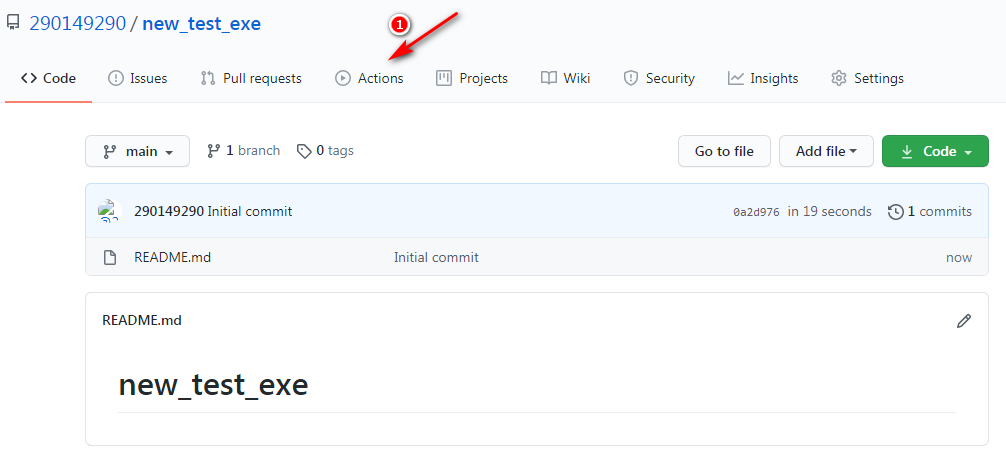 290149290 / new_test_exe
1
Code Issues Pull requests Actions Projects Wiki Security Insights Settings
main 1 branch 0 tags Go to file Add file Code
290149290 Initial commit 0a2d976 in 19 seconds 1 commits
README.md Initial commit now
README.md
new_test_exe